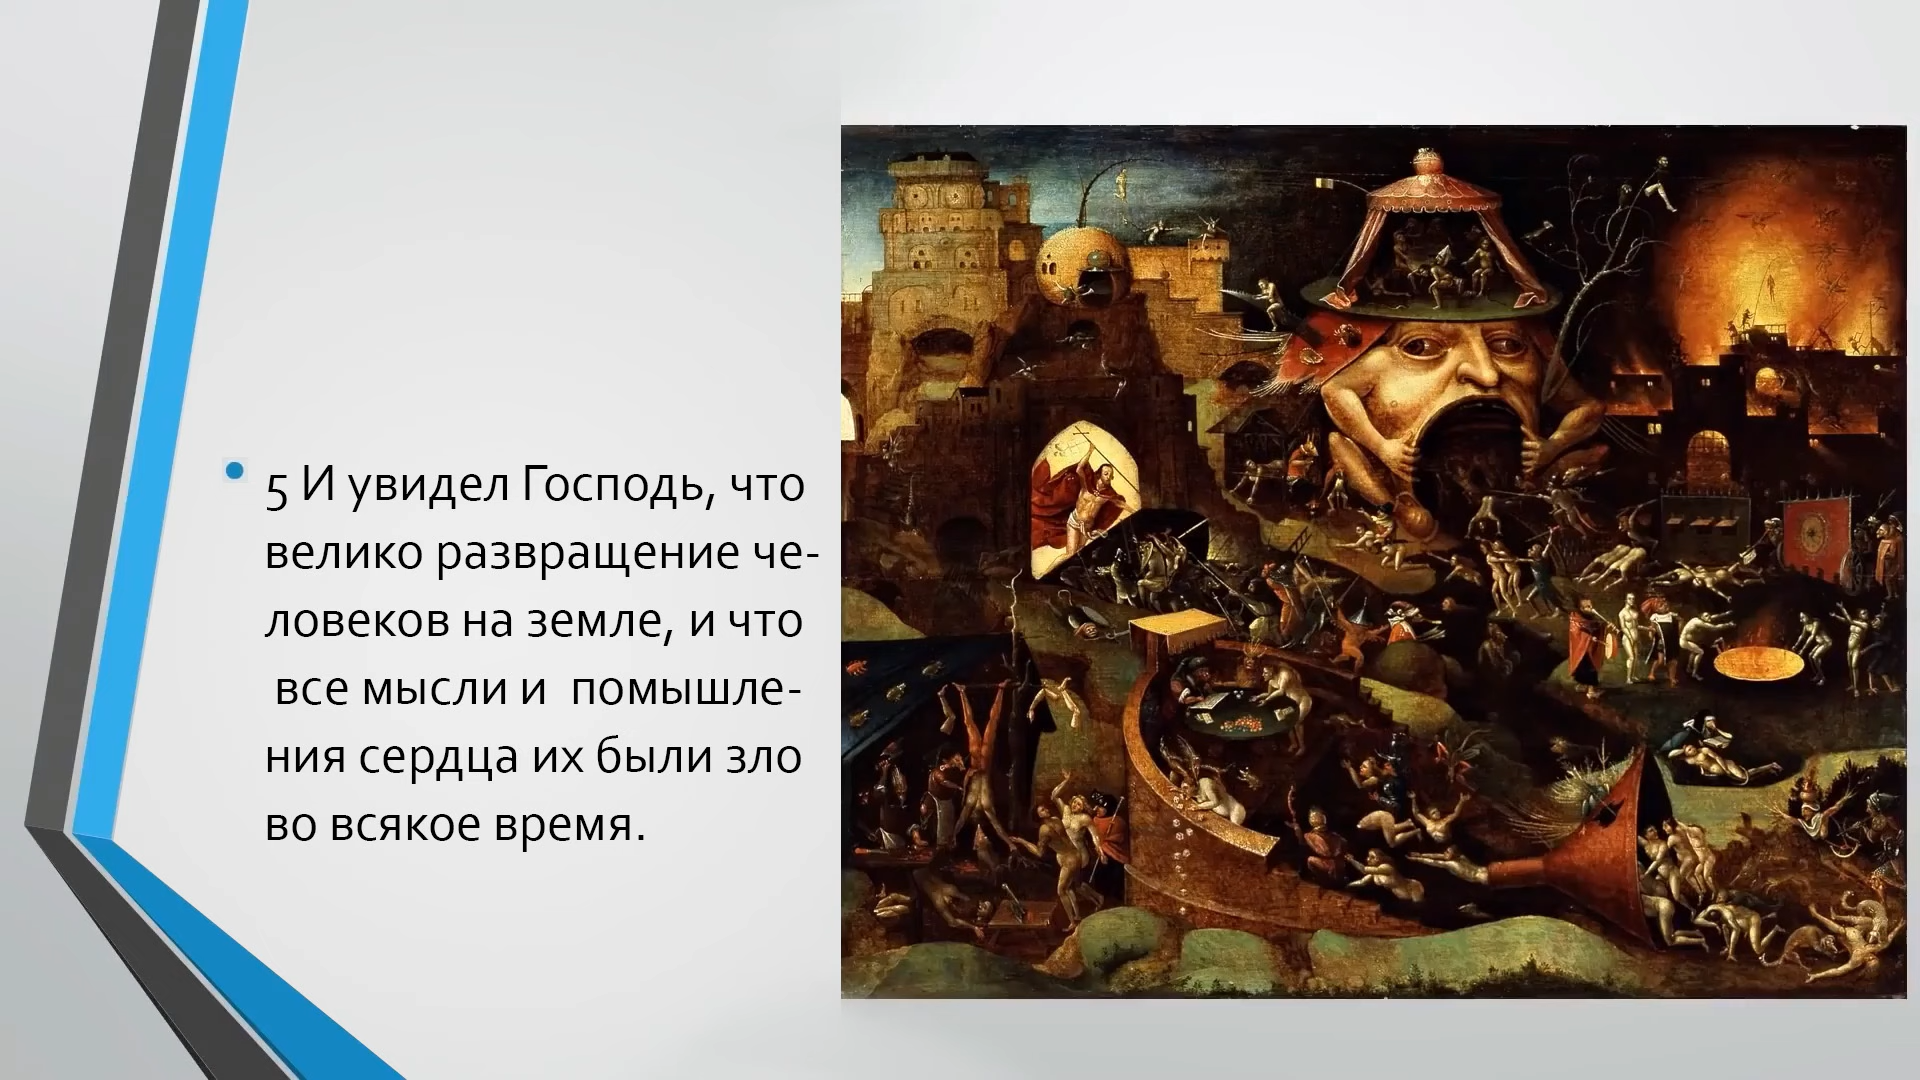 5 И увидел Господь, что
велико развращение че-
ловеков на земле, и что
все мысли и помышле-
ния сердца их были зло
во всякое время.